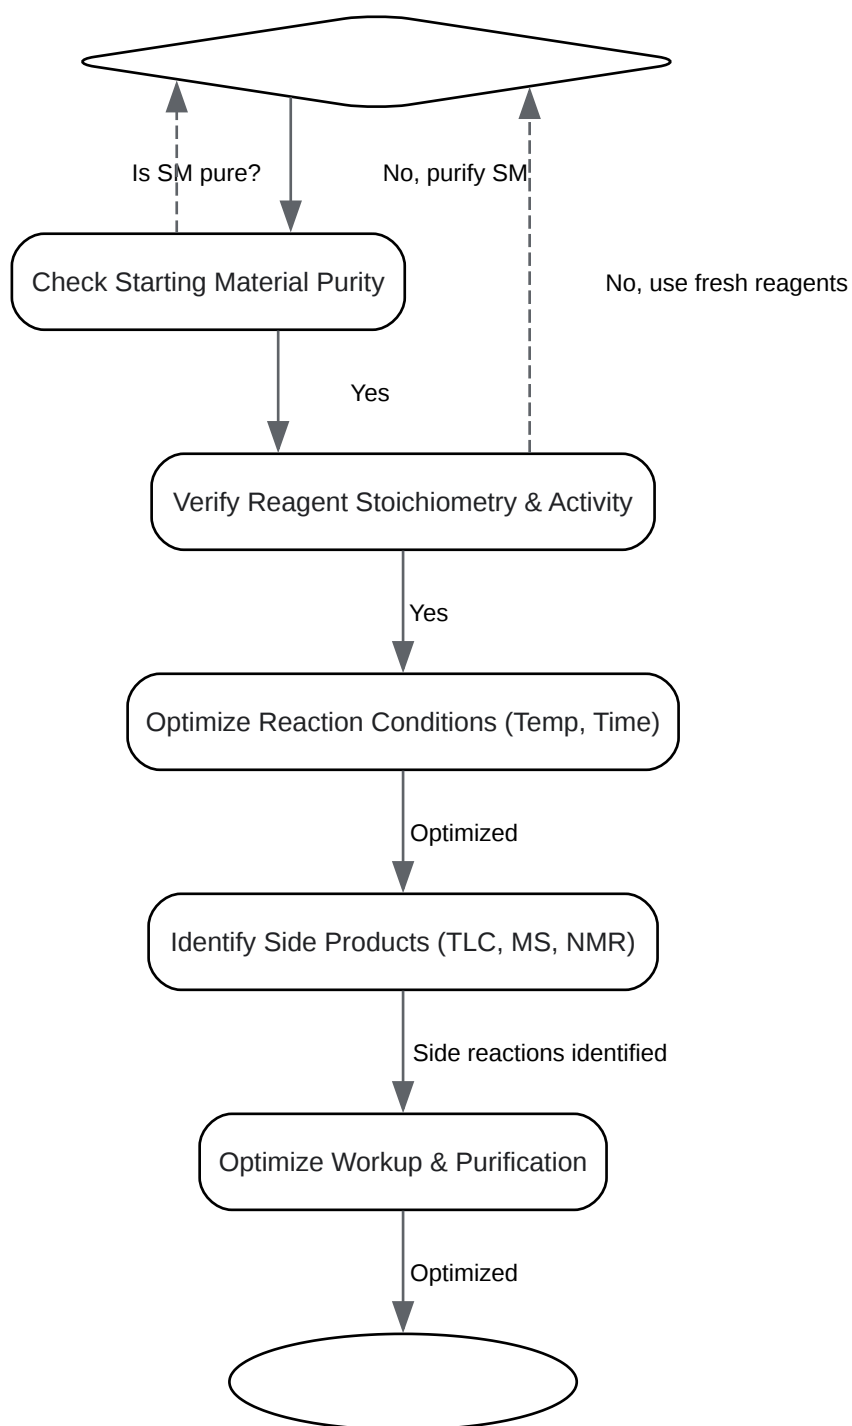 Is SM pure?
No, purify SM
Check Starting Material Purity
No, use fresh reagents
Yes
Verify Reagent Stoichiometry & Activity
Yes
Optimize Reaction Conditions (Temp, Time)
Optimized
Identify Side Products (TLC, MS, NMR)
Side reactions identified
Optimize Workup & Purification
Optimized